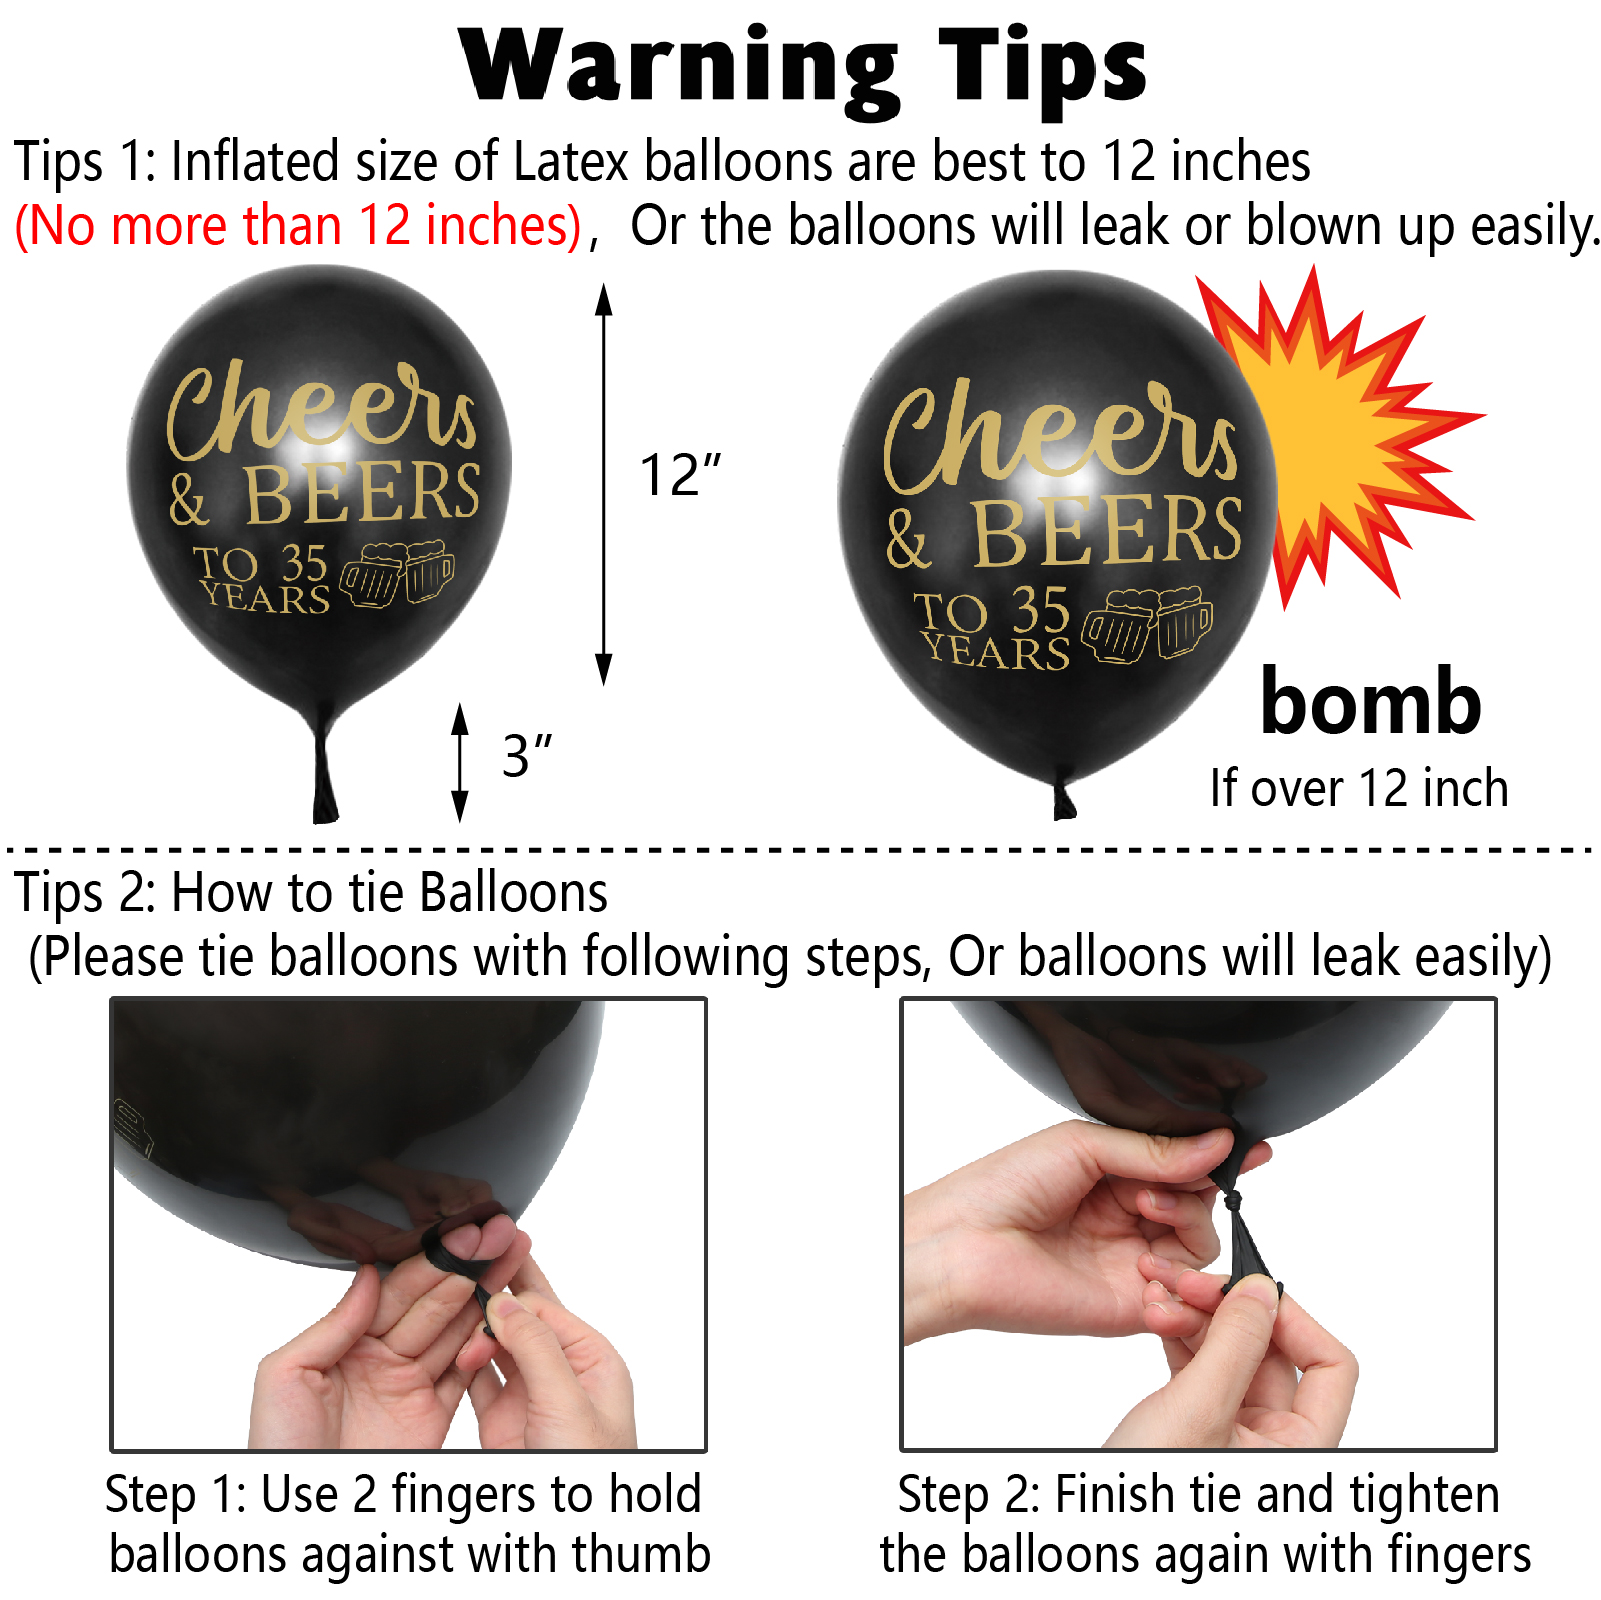 Warning Tips
Tips 1: Inflated size of Latex balloons are best to 12 inches
(No more than 12 inches), Or the balloons will leak or blown up easily.
Cheers
& BEERS
TO 35
YEARS
12″
3″
Cheers
& BEERS
TO 35
YEARS
bomb
If over 12 inch
Tips 2: How to tie Balloons
(Please tie balloons with following steps, Or balloons will leak easily)
Step 1: Use 2 fingers to hold
balloons against with thumb
Step 2: Finish tie and tighten
the balloons again with fingers